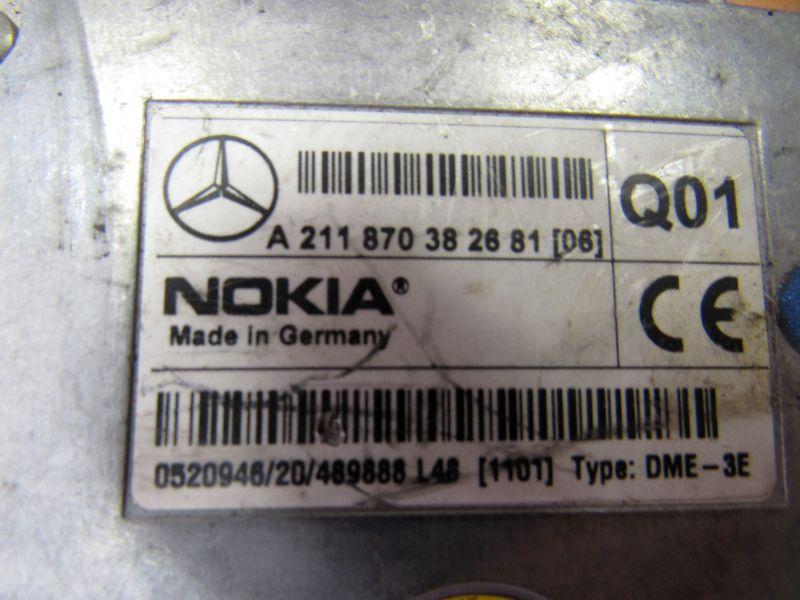 A 211 870 38 26 81 [06]
Q01
NOKIA®
Made in Germany
CE
0520946/20/489888 L48 [1101] Type: DME-3E